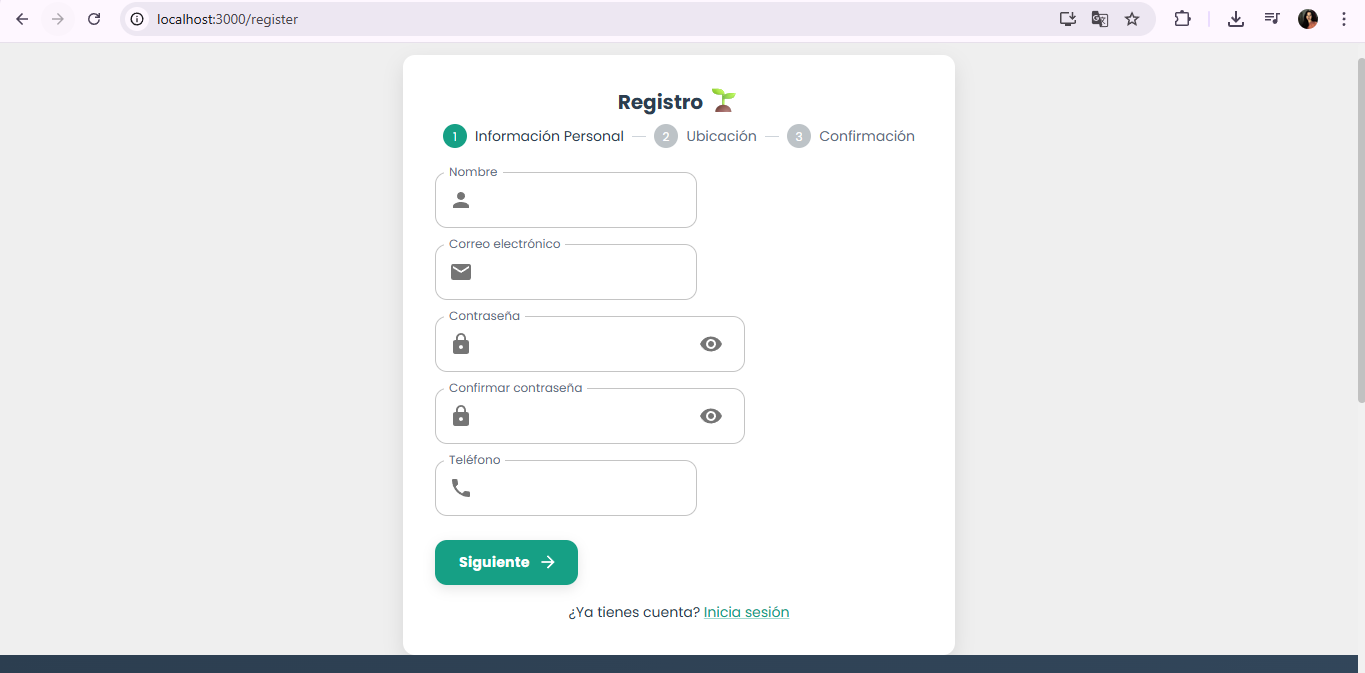 localhost:3000/register
Registro
1 Información Personal 2 Ubicación 3 Confirmación
Nombre
Correo electrónico
Contraseña
Confirmar contraseña
Teléfono
Siguiente
¿Ya tienes cuenta? Inicia sesión